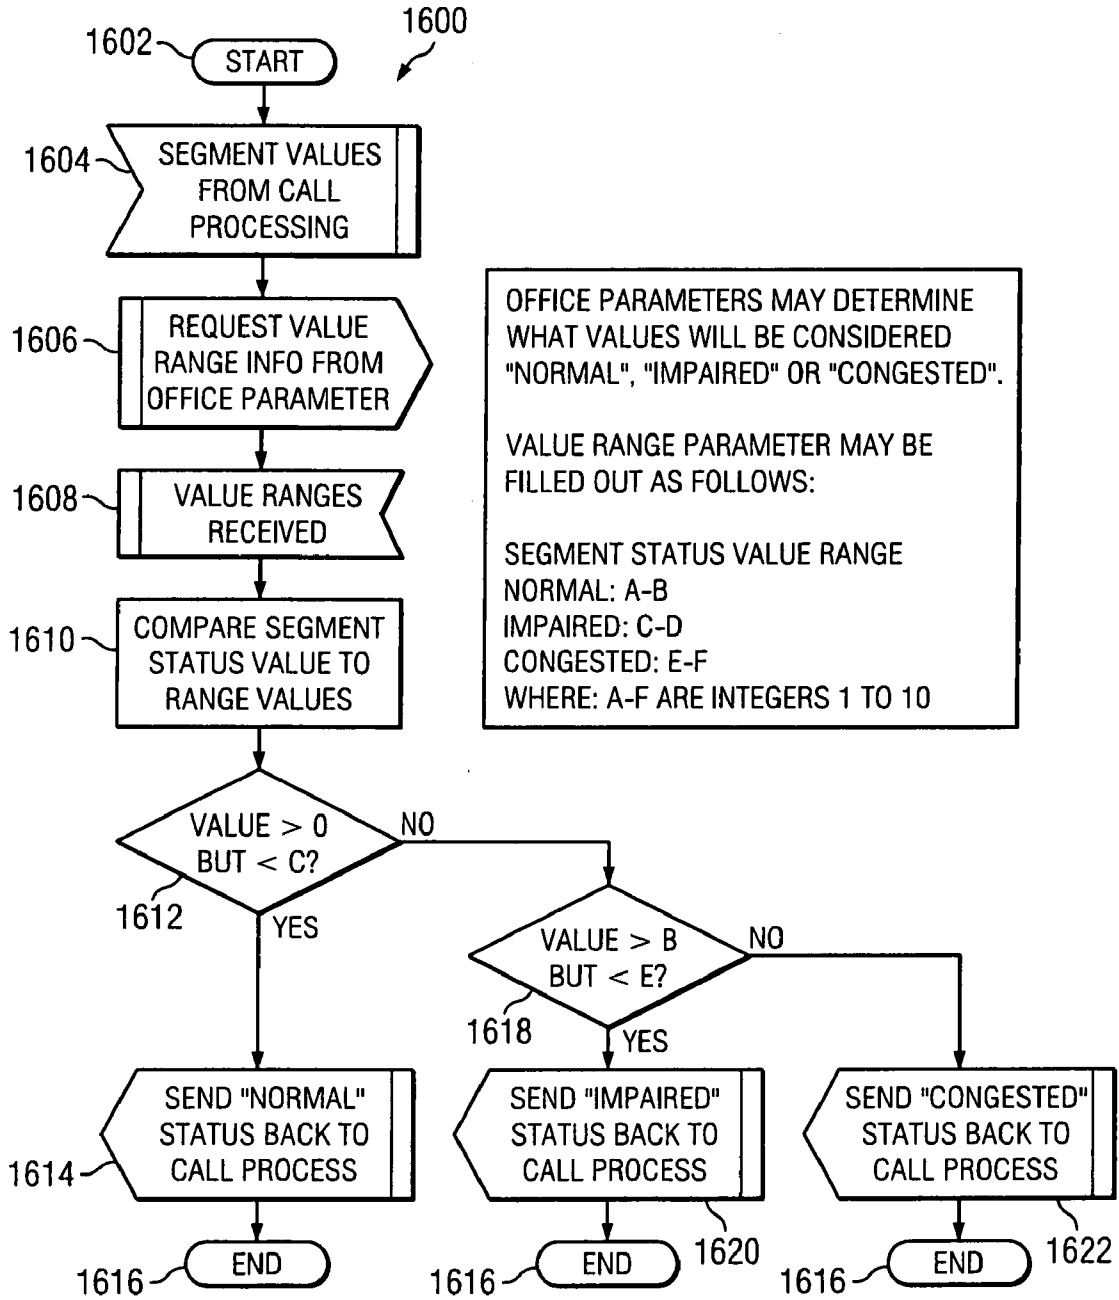 1600
1602
START
1604
SEGMENT VALUES
FROM CALL
PROCESSING
1606
REQUEST VALUE
RANGE INFO FROM
OFFICE PARAMETER
1608
VALUE RANGES
RECEIVED
1610
COMPARE SEGMENT
STATUS VALUE TO
RANGE VALUES
OFFICE PARAMETERS MAY DETERMINE
WHAT VALUES WILL BE CONSIDERED
"NORMAL", "IMPAIRED" OR "CONGESTED".
VALUE RANGE PARAMETER MAY BE
FILLED OUT AS FOLLOWS:
SEGMENT STATUS VALUE RANGE
NORMAL: A-B
IMPAIRED: C-D
CONGESTED: E-F
WHERE: A-F ARE INTEGERS 1 TO 10
VALUE > 0
BUT < C?
NO
1612
YES
VALUE > B
BUT < E?
NO
1618
YES
SEND "NORMAL"
STATUS BACK TO
CALL PROCESS
1614
SEND "IMPAIRED"
STATUS BACK TO
CALL PROCESS
1620
SEND "CONGESTED"
STATUS BACK TO
CALL PROCESS
1622
END
1616
END
1616
END
1616